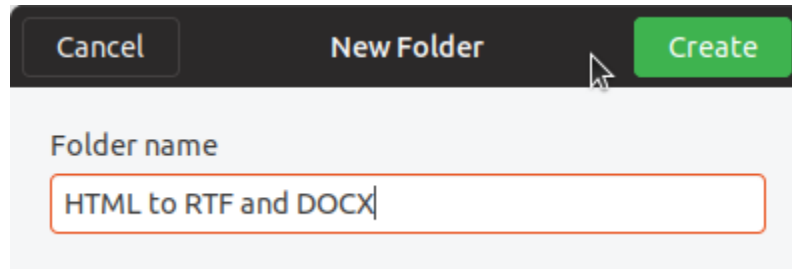 Cancel New Folder Create
Folder name
HTML to RTF and DOCX